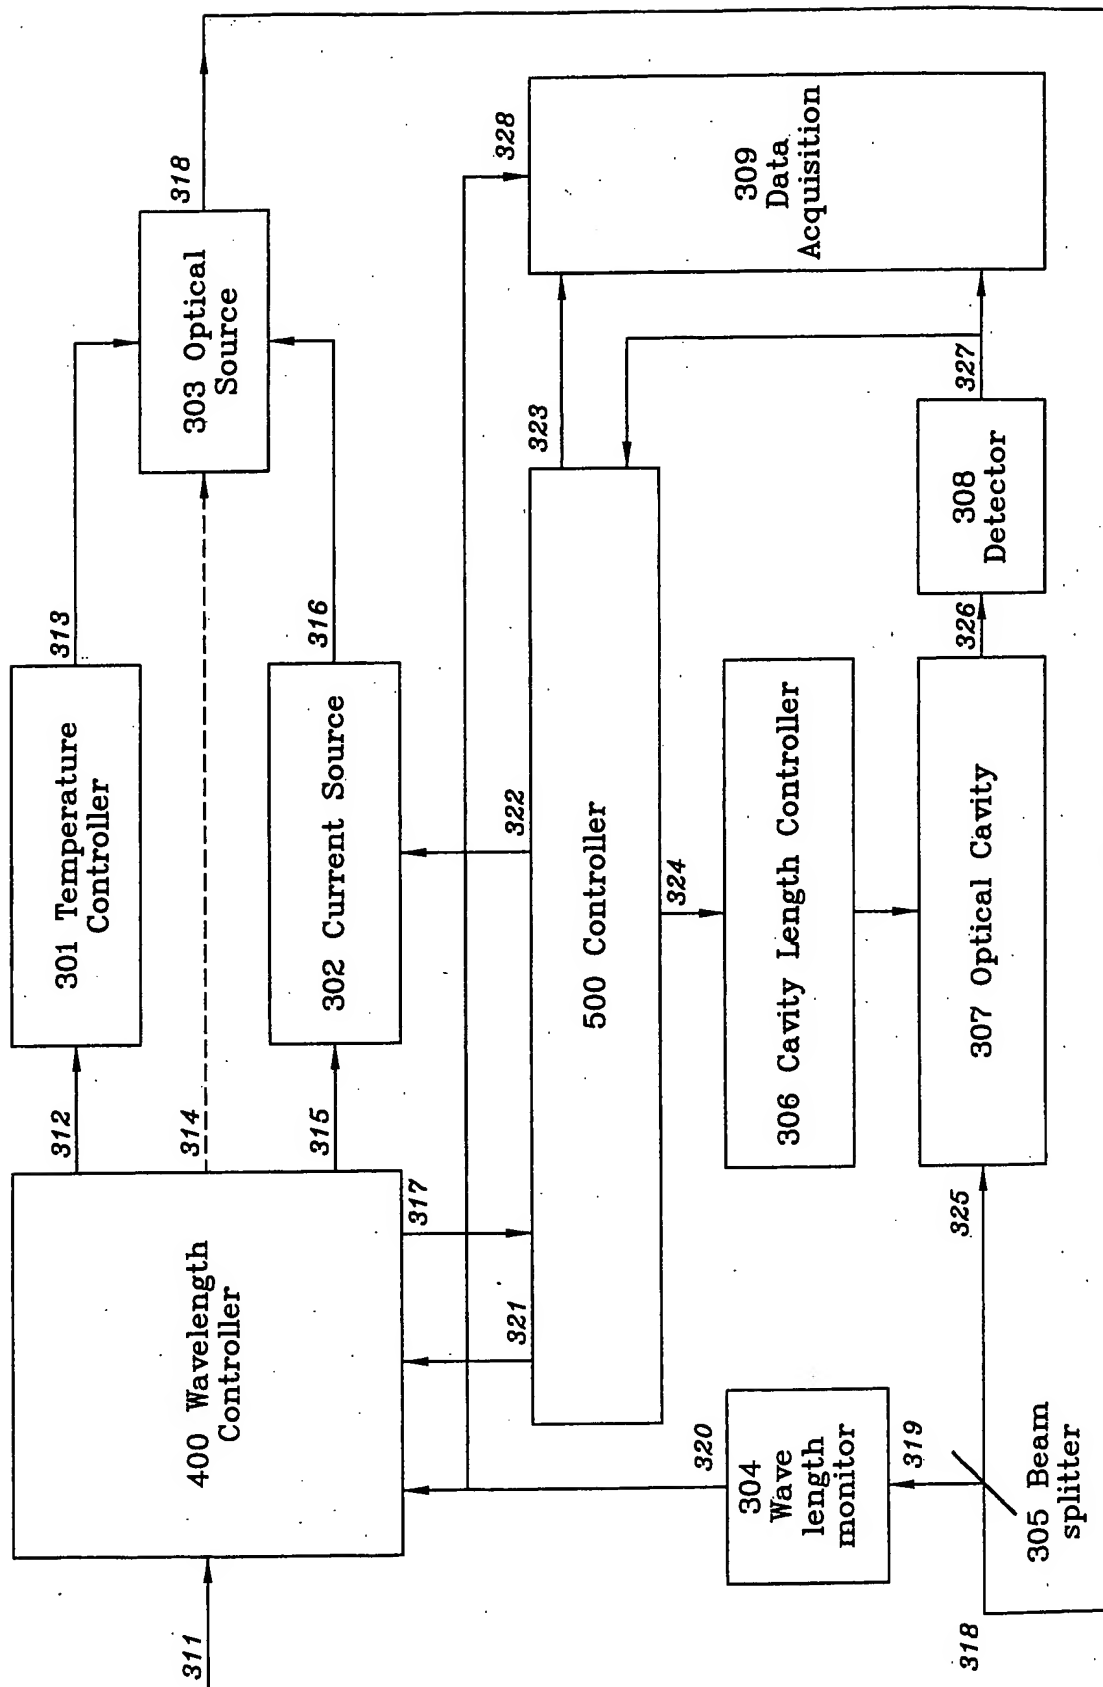 311
400 Wavelength
Controller
312
314
315
317
321
301 Temperature
Controller
313
302 Current Source
316
322
303 Optical
Source
318
500 Controller
323
324
328
309
Data
Acquisition
304
Wave
length
monitor
320
319
306 Cavity Length Controller
307 Optical Cavity
325
326
308
Detector
327
318
305 Beam
splitter